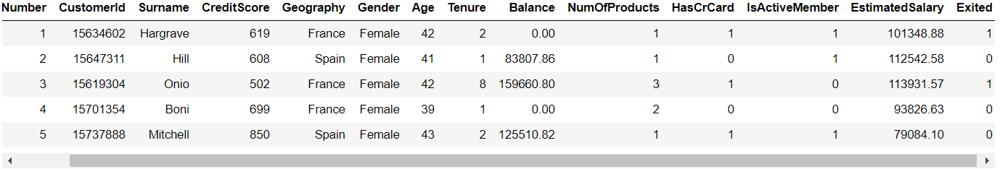 Number CustomerId Surname CreditScore Geography Gender Age Tenure Balance NumOfProducts HasCrCard IsActiveMember EstimatedSalary Exited
1 15634602 Hargrave 619 France Female 42 2 0.00 1 1 1 101348.88 1
2 15647311 Hill 608 Spain Female 41 1 83807.86 1 0 1 112542.58 0
3 15619304 Onio 502 France Female 42 8 159660.80 3 1 0 113931.57 1
4 15701354 Boni 699 France Female 39 1 0.00 2 0 0 93826.63 0
5 15737888 Mitchell 850 Spain Female 43 2 125510.82 1 1 1 79084.10 0